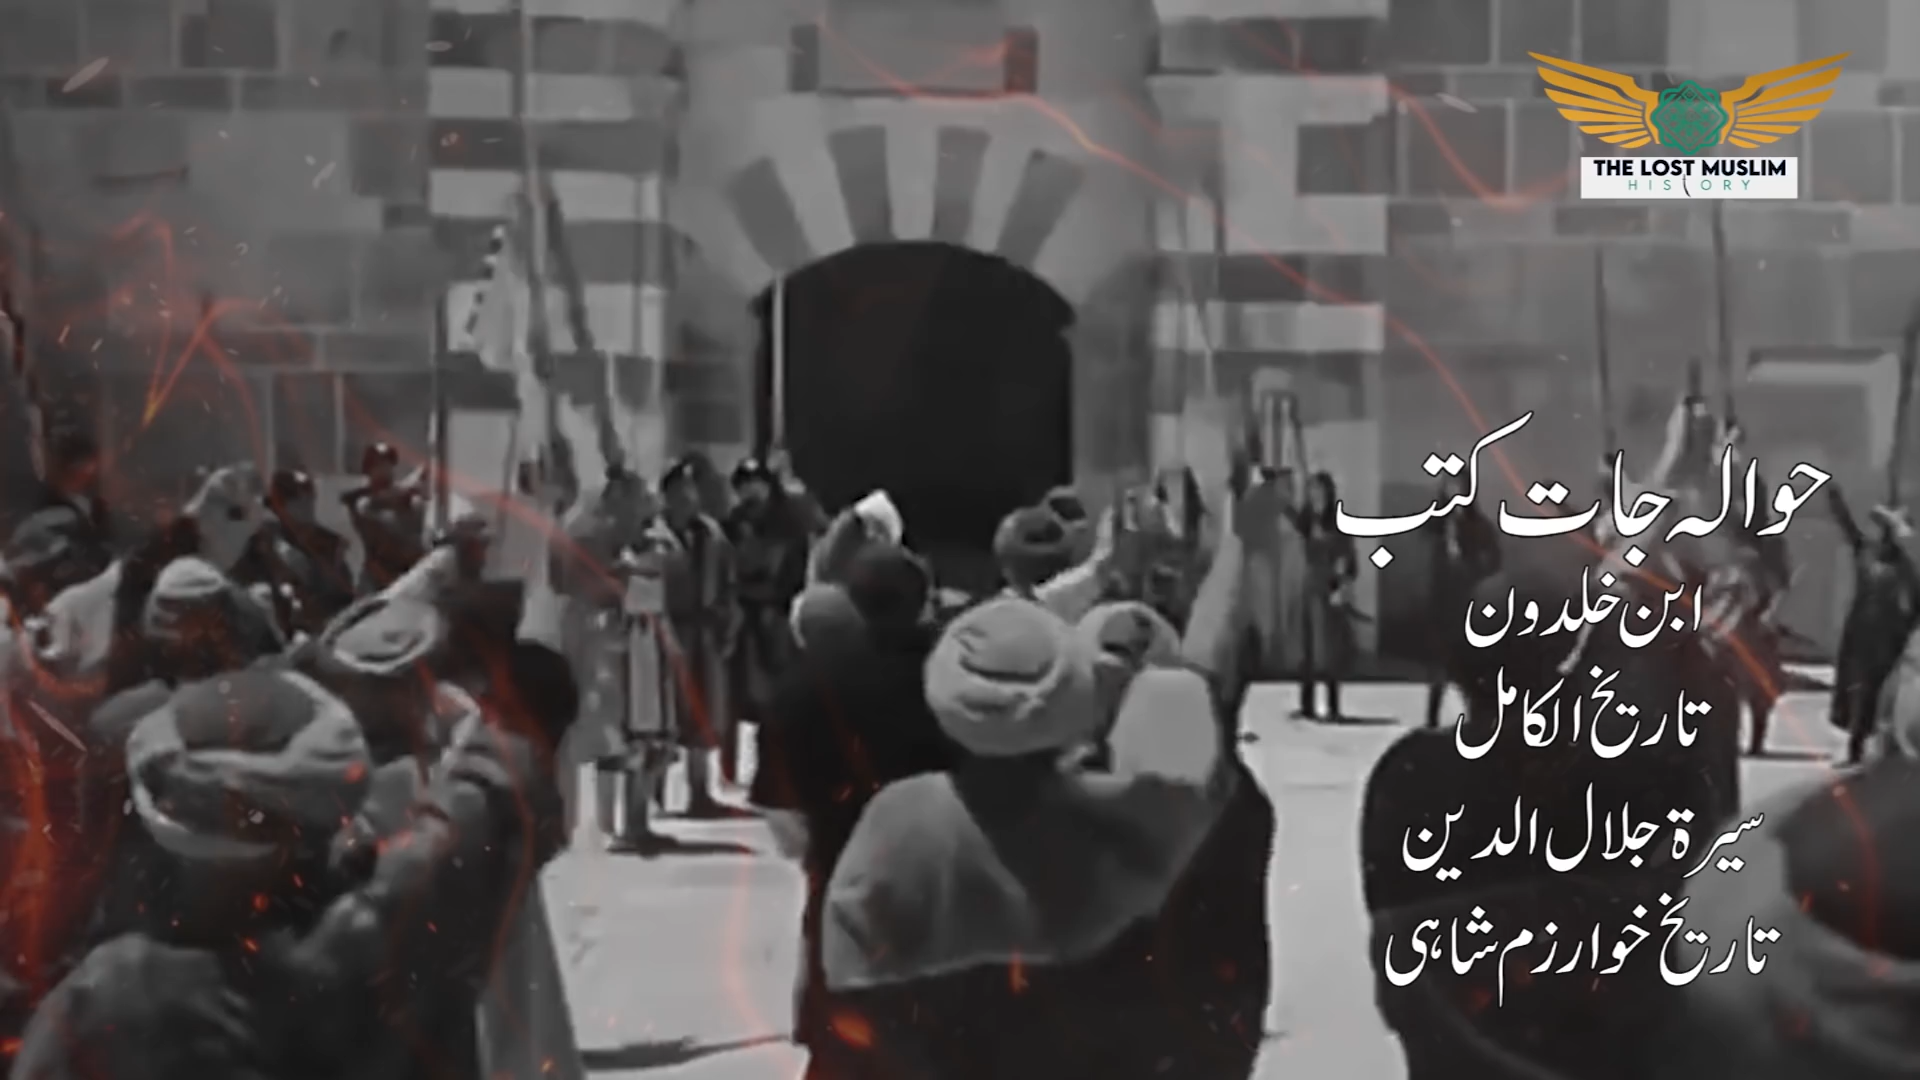 THE LOST MUSLIM
HISTORY
حوالہ جات کتب
ابن خلدون
تاریخ الکامل
سیرۃ جلال الدین
تاریخ خوارزم شاہی